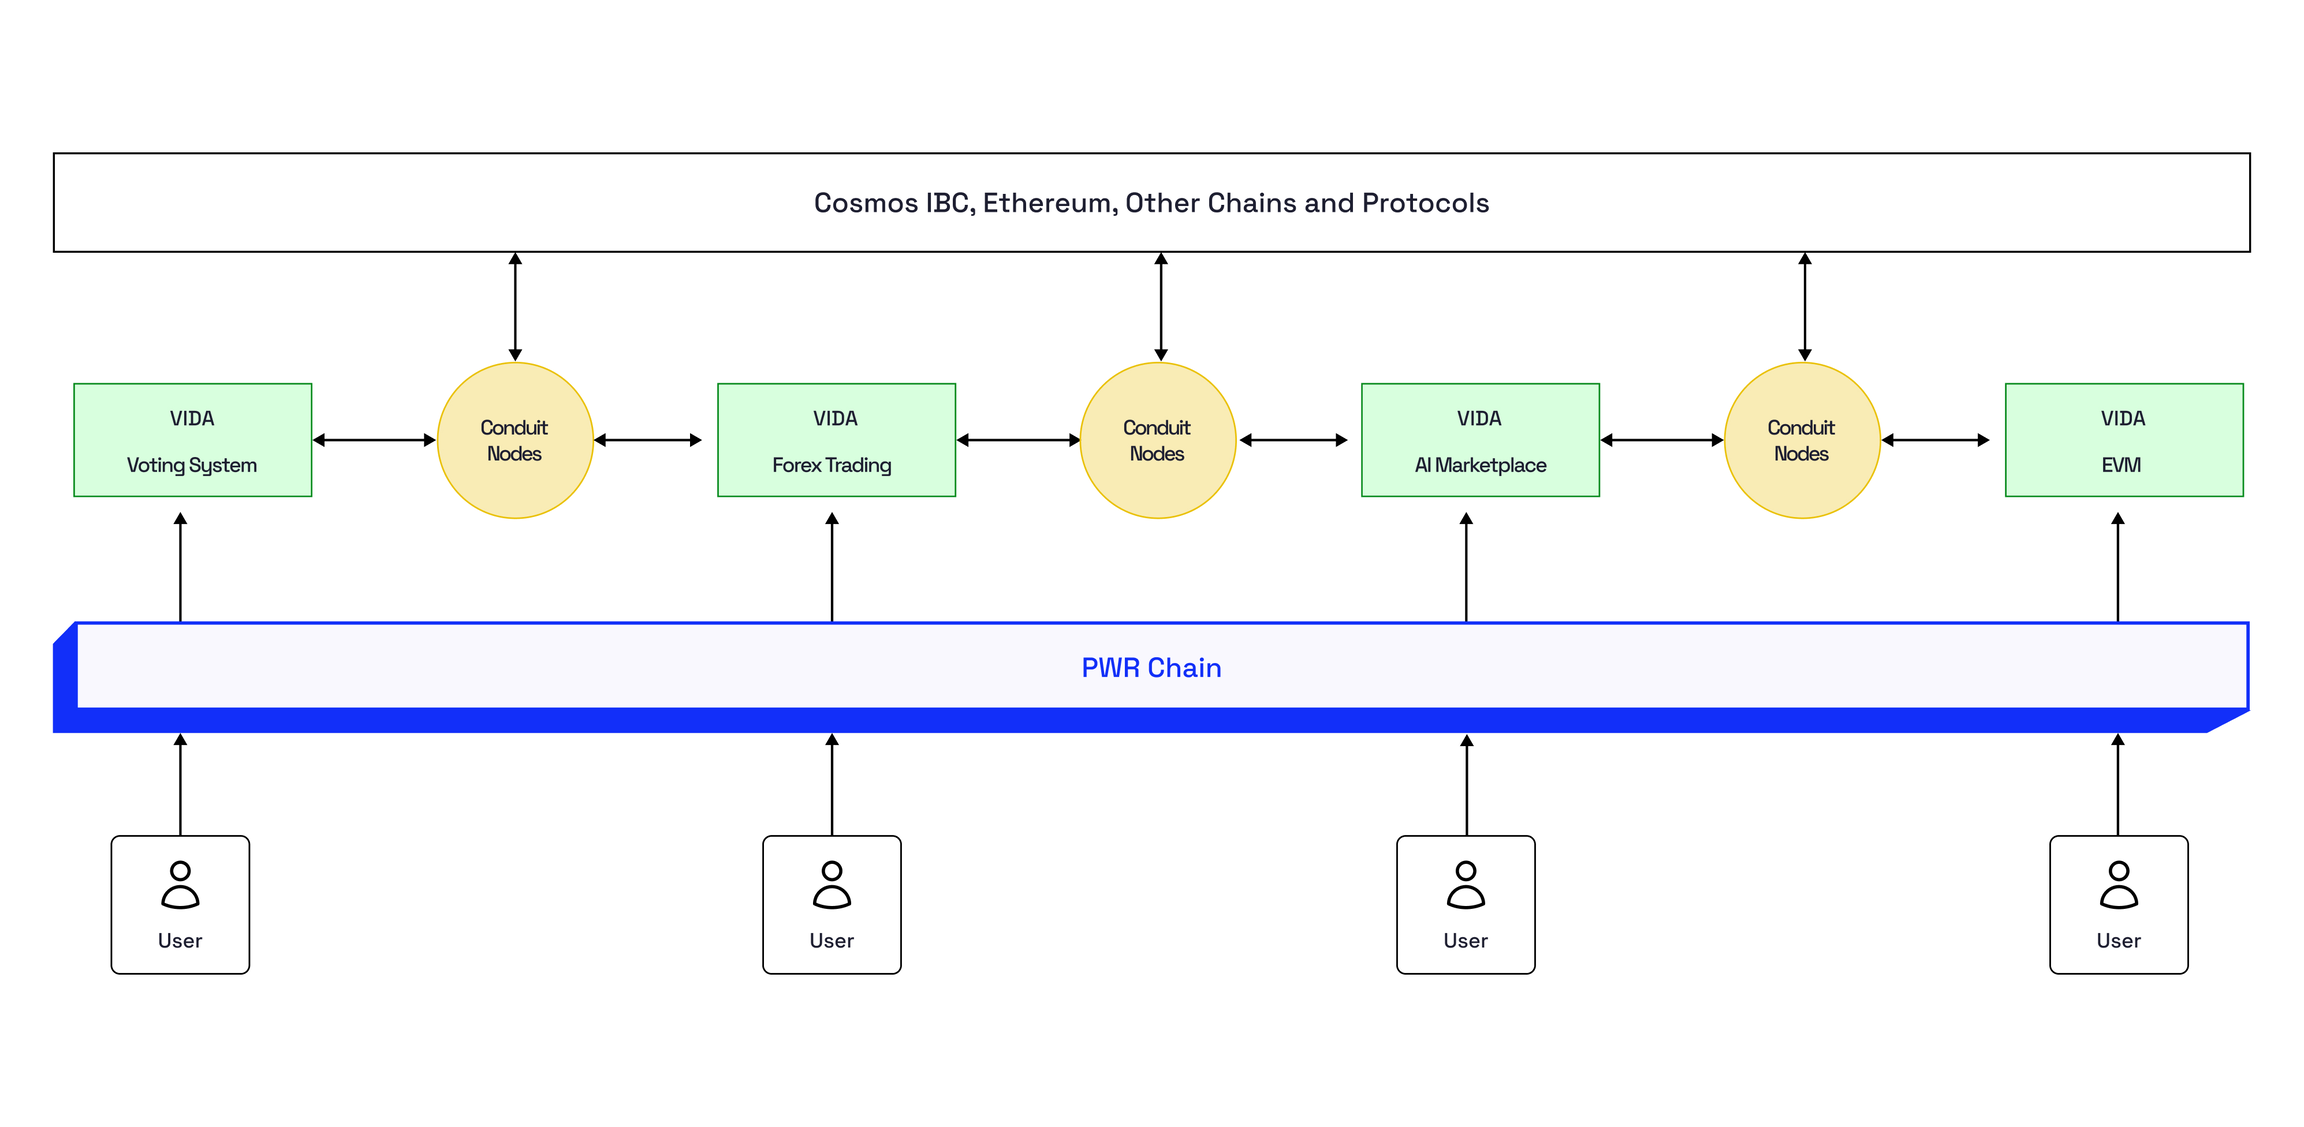 Cosmos IBC, Ethereum, Other Chains and Protocols
VIDA
Voting System
Conduit
Nodes
VIDA
Forex Trading
Conduit
Nodes
VIDA
AI Marketplace
Conduit
Nodes
VIDA
EVM
PWR Chain
User
User
User
User